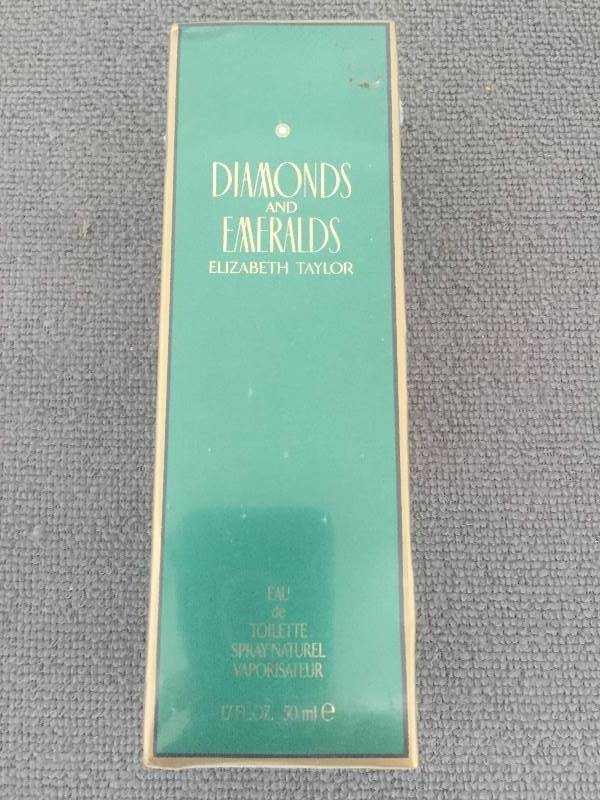 DIAMONDS
AND
EMERALDS
ELIZABETH TAYLOR
EAU
de
TOILETTE
SPRAY NATUREL
VAPORISATEUR
1.7 FL. OZ. 50 ml ℮